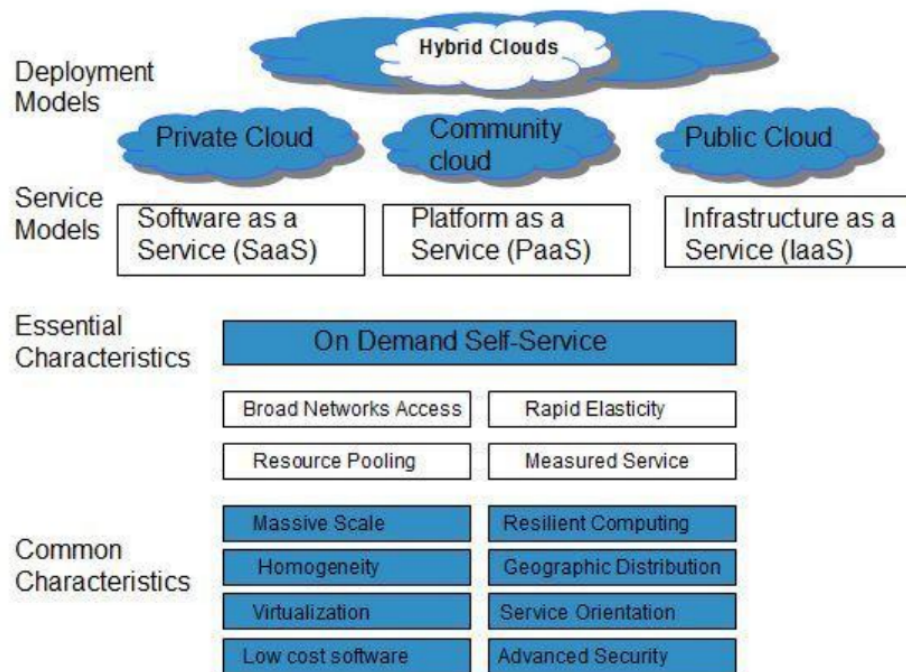 Hybrid Clouds
Deployment
Models
Private Cloud
Community
cloud
Public Cloud
Service
Models
Software as a
Service (SaaS)
Platform as a
Service (PaaS)
Infrastructure as a
Service (IaaS)
Essential
Characteristics
On Demand Self-Service
Broad Networks Access
Rapid Elasticity
Resource Pooling
Measured Service
Common
Characteristics
Massive Scale
Resilient Computing
Homogeneity
Geographic Distribution
Virtualization
Service Orientation
Low cost software
Advanced Security